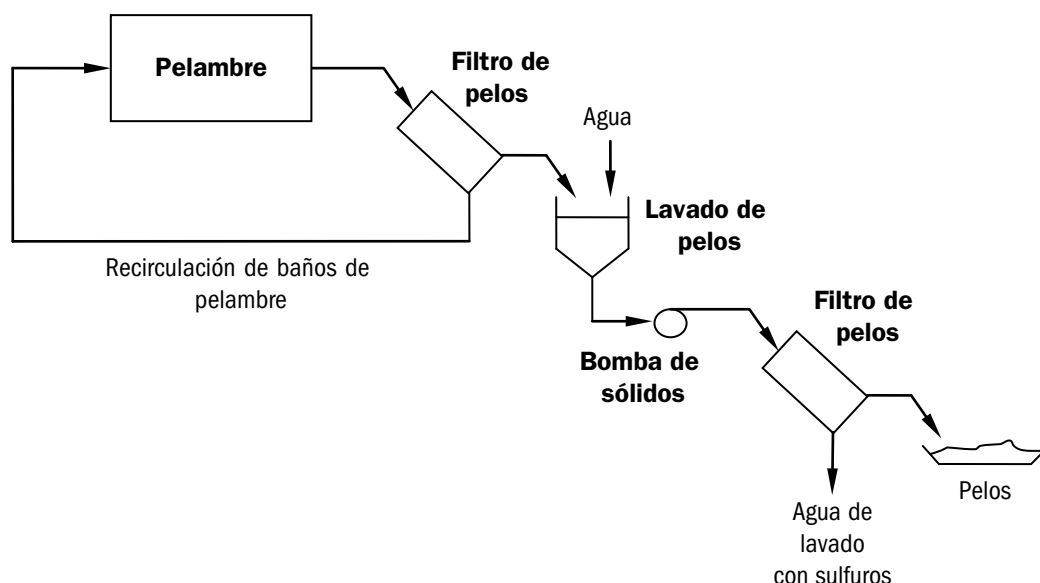 Pelambre
Filtro de
pelos
Agua
Lavado de
pelos
Recirculación de baños de
pelambre
Bomba de
sólidos
Filtro de
pelos
Pelos
Agua de
lavado
con sulfuros